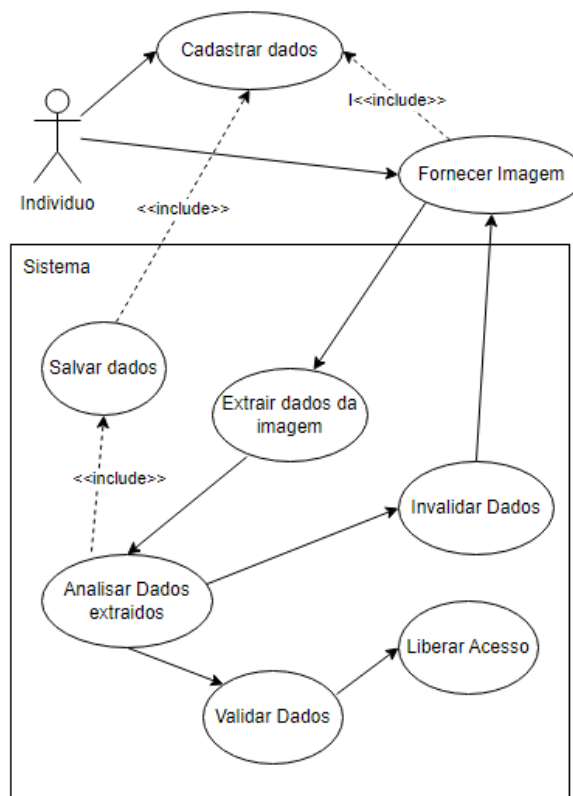 Cadastrar dados
I<<include>>
Fornecer Imagem
Individuo
<<include>>
Sistema
Salvar dados
Extrair dados da
imagem
<<include>>
Invalidar Dados
Analisar Dados
extraidos
Liberar Acesso
Validar Dados